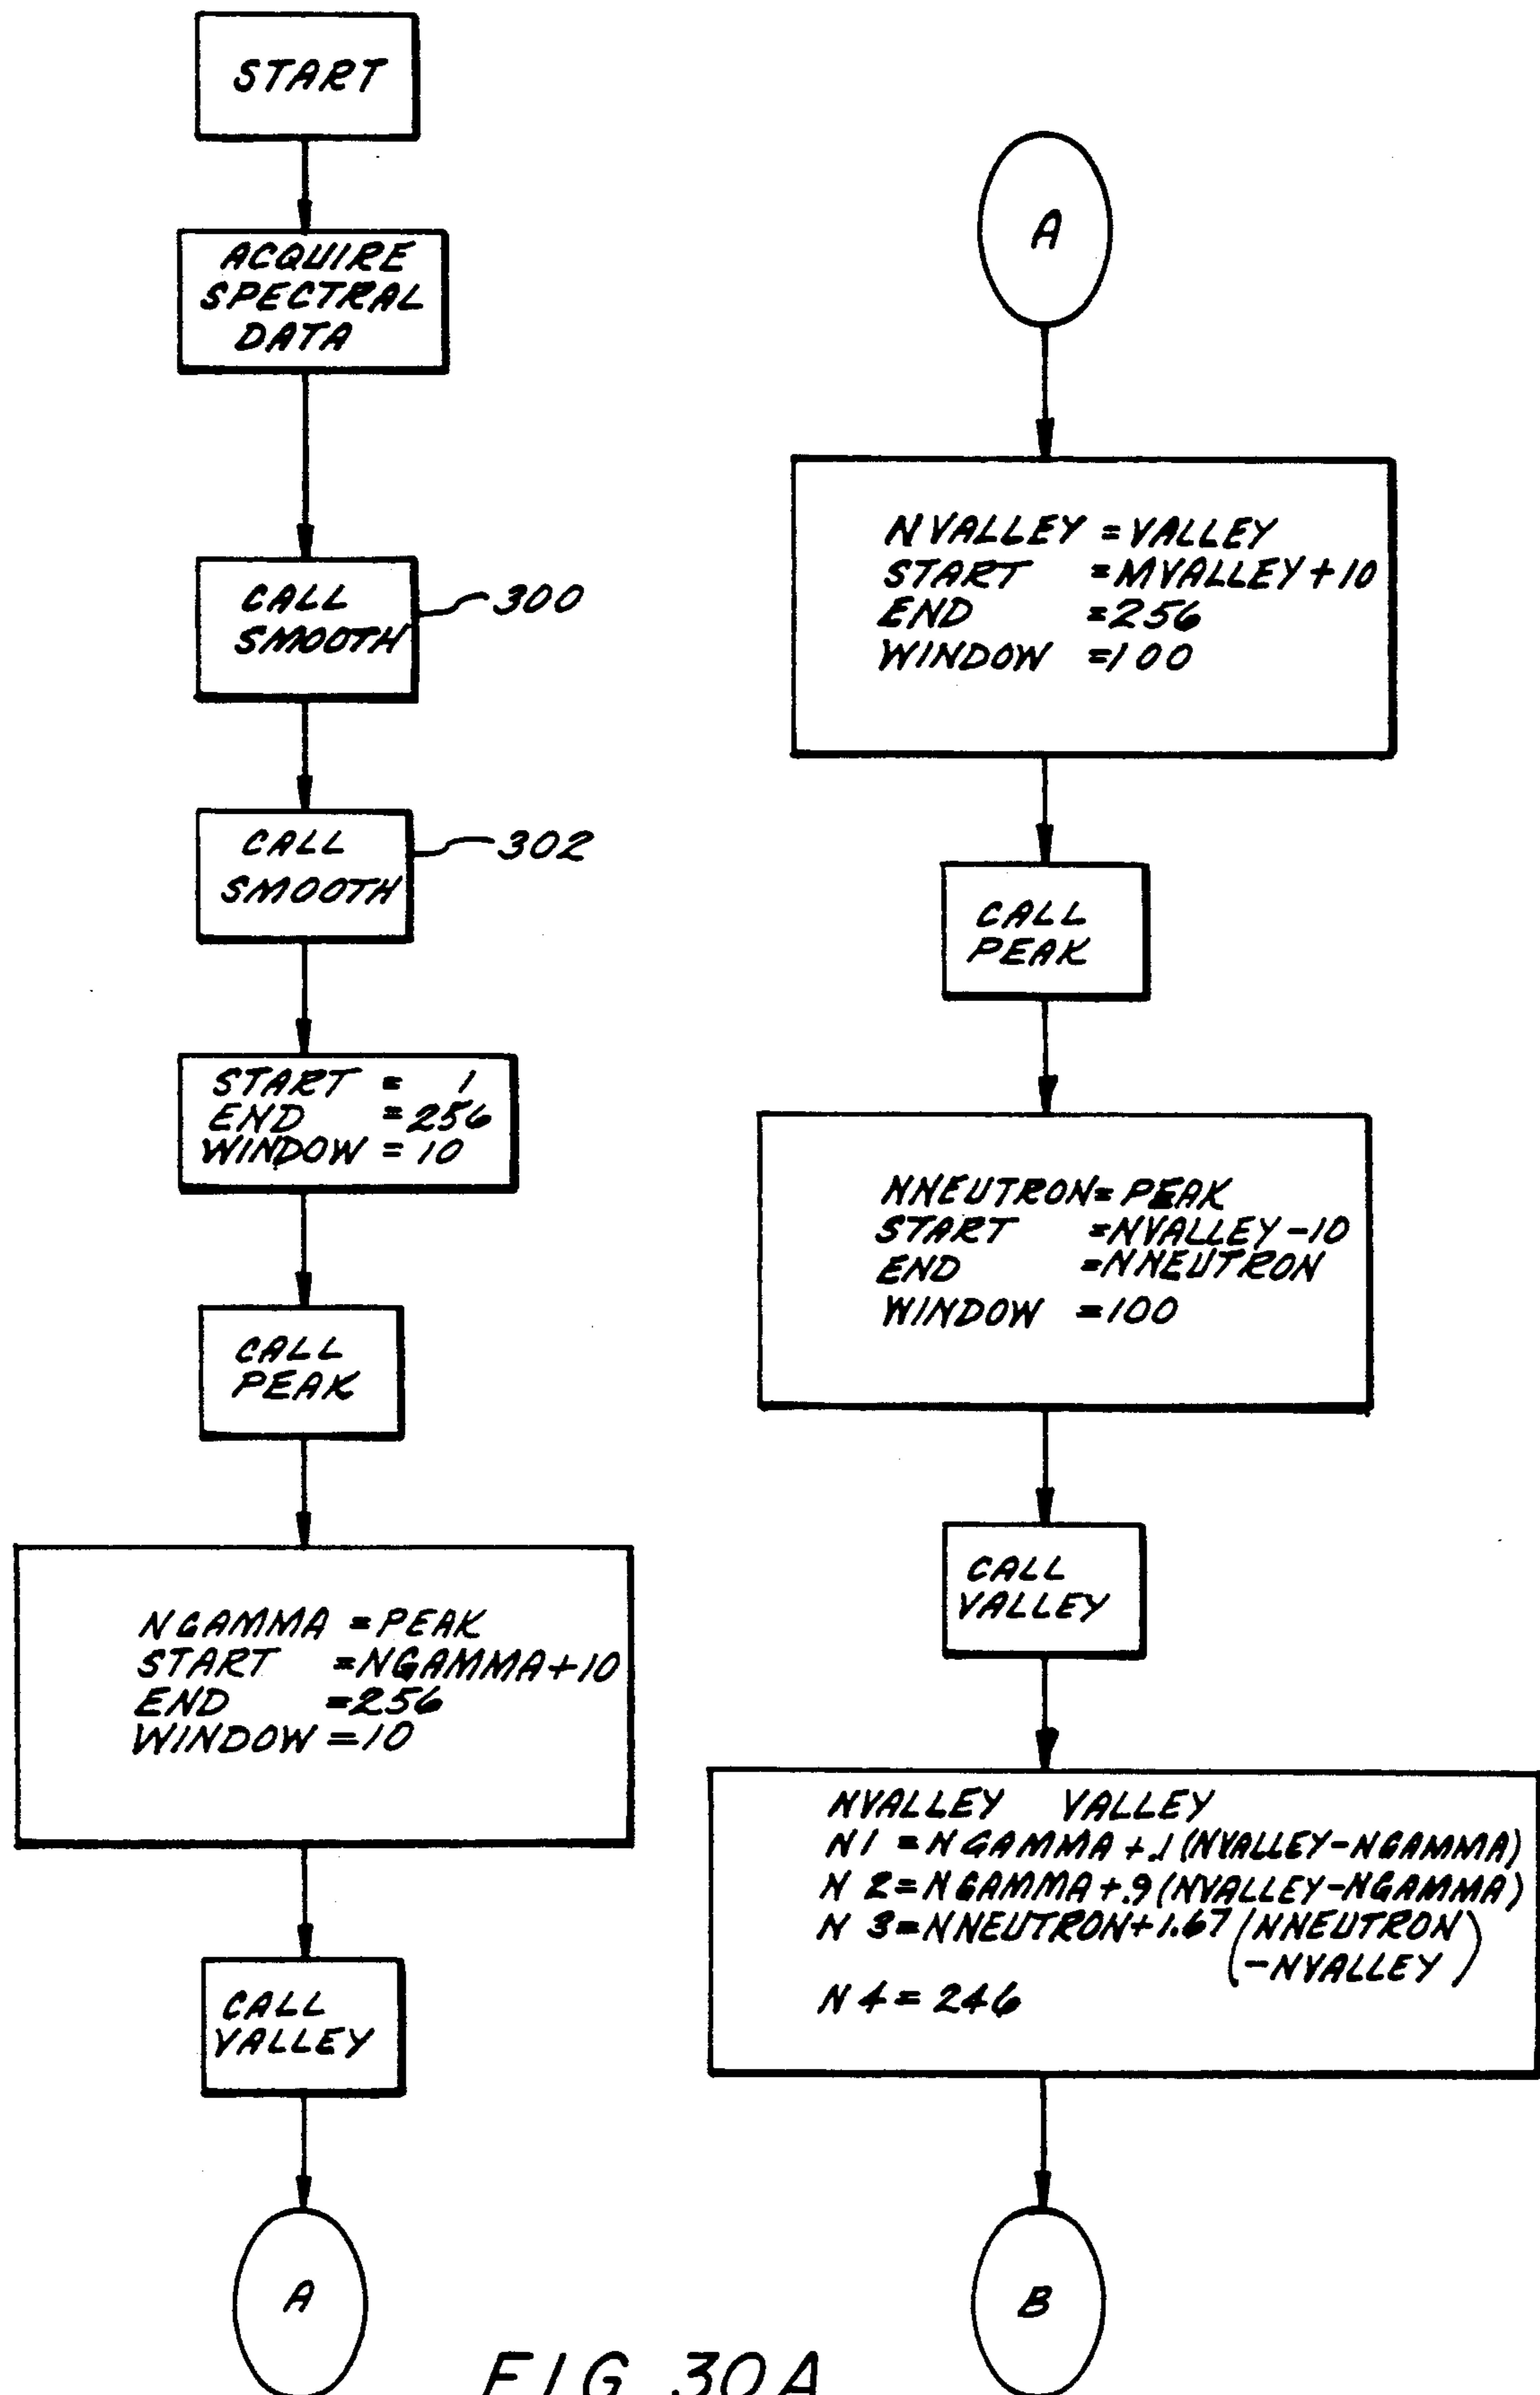 START
ACQUIRE
SPECTRAL
DATA
CALL
SMOOTH
300
CALL
SMOOTH
302
START = 1
END = 256
WINDOW = 10
CALL
PEAK
NGAMMA = PEAK
START = NGAMMA + 10
END = 256
WINDOW = 10
CALL
VALLEY
A
A
NVALLEY = VALLEY
START = MVALLEY + 10
END = 256
WINDOW = 100
CALL
PEAK
NNEUTRON = PEAK
START = NVALLEY - 10
END = NNEUTRON
WINDOW = 100
CALL
VALLEY
NVALLEY VALLEY
N1 = NGAMMA + .1 (NVALLEY - NGAMMA)
N 2 = NGAMMA + .9 (NVALLEY - NGAMMA)
N 3 = NNEUTRON + 1.67 (NNEUTRON
- NVALLEY)
N4 = 246
B
FIG 30A